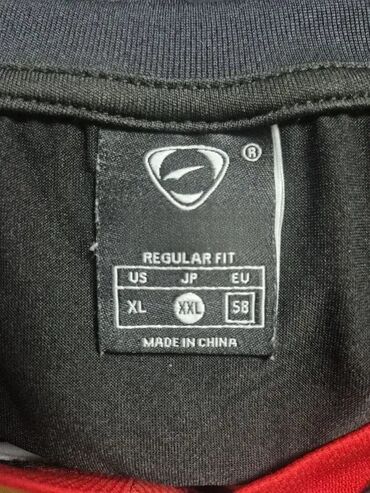 ®
REGULAR FIT
US JP EU
XL XXL 58
MADE IN CHINA